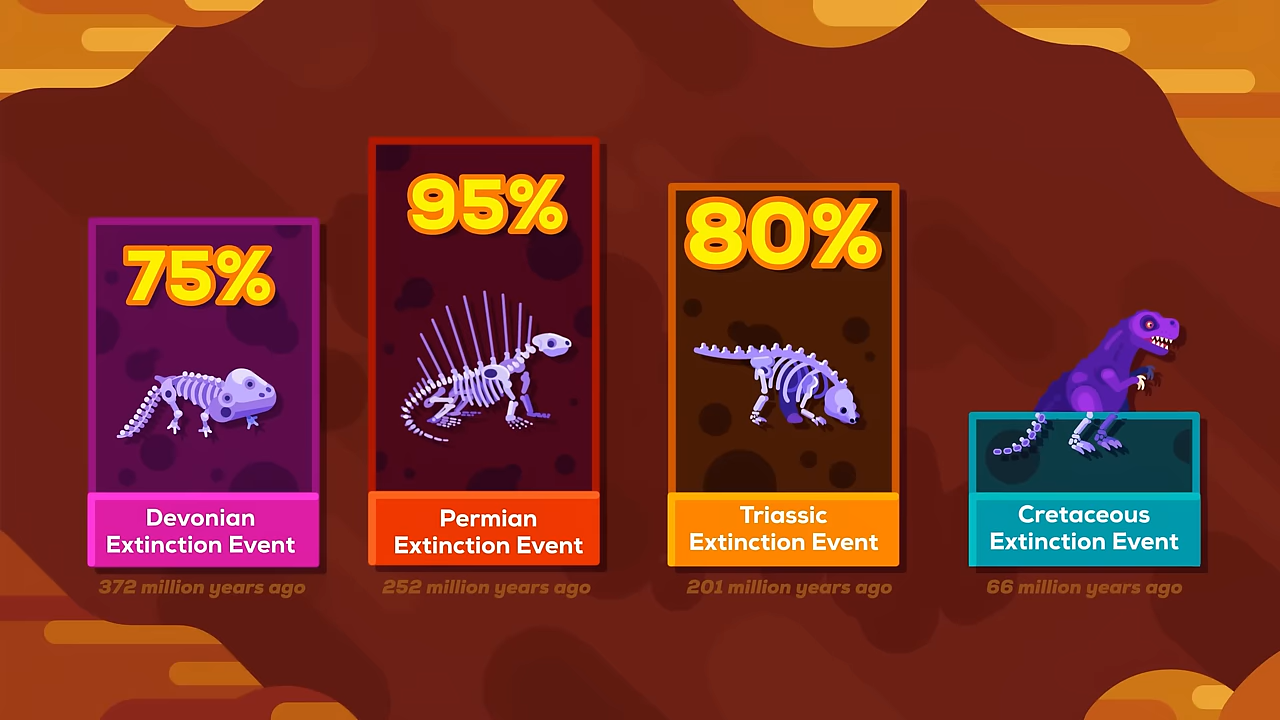 75%
Devonian
Extinction Event
372 million years ago
95%
Permian
Extinction Event
252 million years ago
80%
Triassic
Extinction Event
201 million years ago
Cretaceous
Extinction Event
66 million years ago